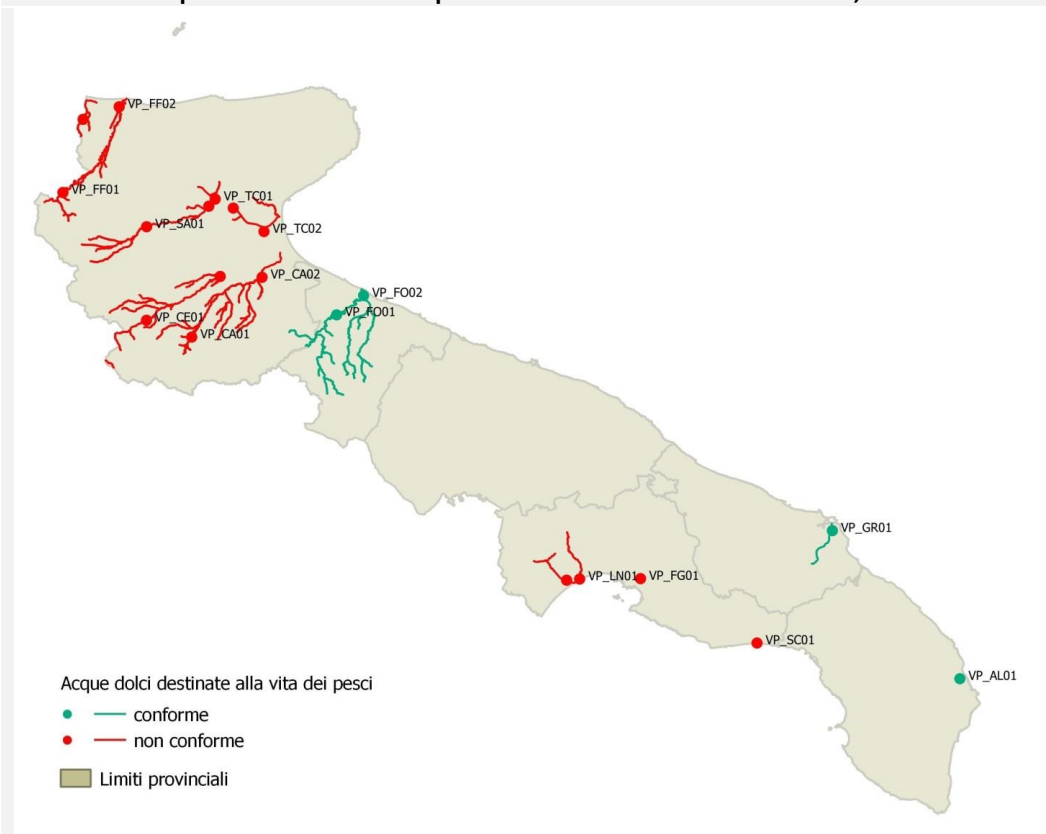 VP_FF02
VP_FF01
VP_TC01
VP_SA01
VP_TC02
VP_CA02
VP_FO02
VP_FO01
VP_CE01
VP_CA01
VP_GR01
VP_LN01
VP_FG01
VP_SC01
VP_AL01
Acque dolci destinate alla vita dei pesci
conforme
non conforme
Limiti provinciali